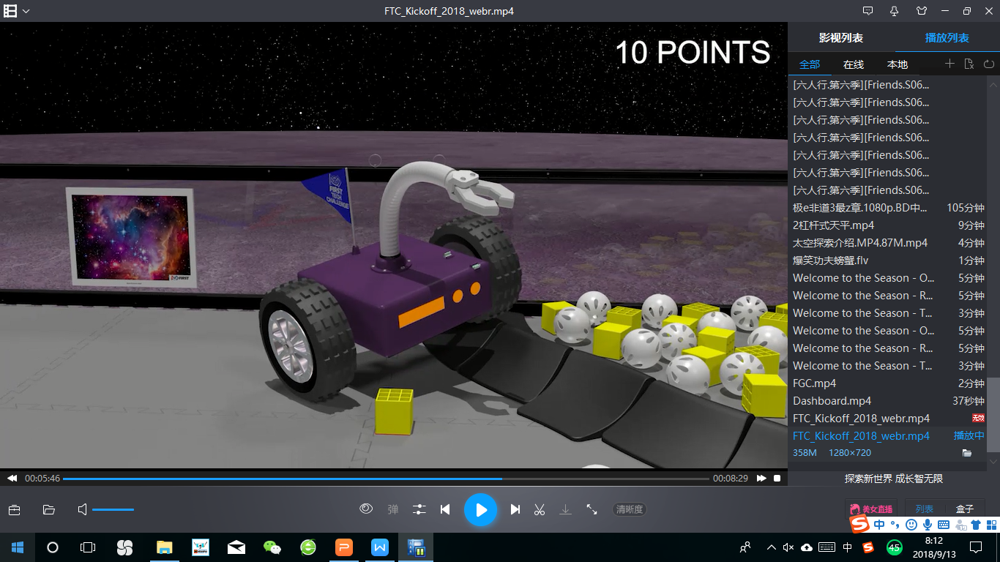 FTC_Kickoff_2018_webr.mp4
10 POINTS
FIRST
TECH
CHALLENGE
FIRST
影视列表 播放列表
全部 在线 本地
[六人行.第六季][Friends.S06...
[六人行.第六季][Friends.S06...
[六人行.第六季][Friends.S06...
[六人行.第六季][Friends.S06...
[六人行.第六季][Friends.S06...
[六人行.第六季][Friends.S06...
[六人行.第六季][Friends.S06...
极e非道3最z章.1080p.BD中... 105分钟
2杠杆式天平.mp4 9分钟
太空探索介绍.MP4.87M.mp4 4分钟
爆笑功夫螃蟹.flv 1分钟
Welcome to the Season - O... 5分钟
Welcome to the Season - R... 5分钟
Welcome to the Season - T... 3分钟
Welcome to the Season - O... 5分钟
Welcome to the Season - R... 5分钟
Welcome to the Season - T... 3分钟
FGC.mp4 2分钟
Dashboard.mp4 37秒钟
FTC_Kickoff_2018_webr.mp4 无效
FTC_Kickoff_2018_webr.mp4 播放中
358M 1280×720
00:05:46 00:08:29
探索新世界 成长智无限
弹 清晰度
美女直播 列表 盒子
S 中
P W 中 S 45
8:12
2018/9/13